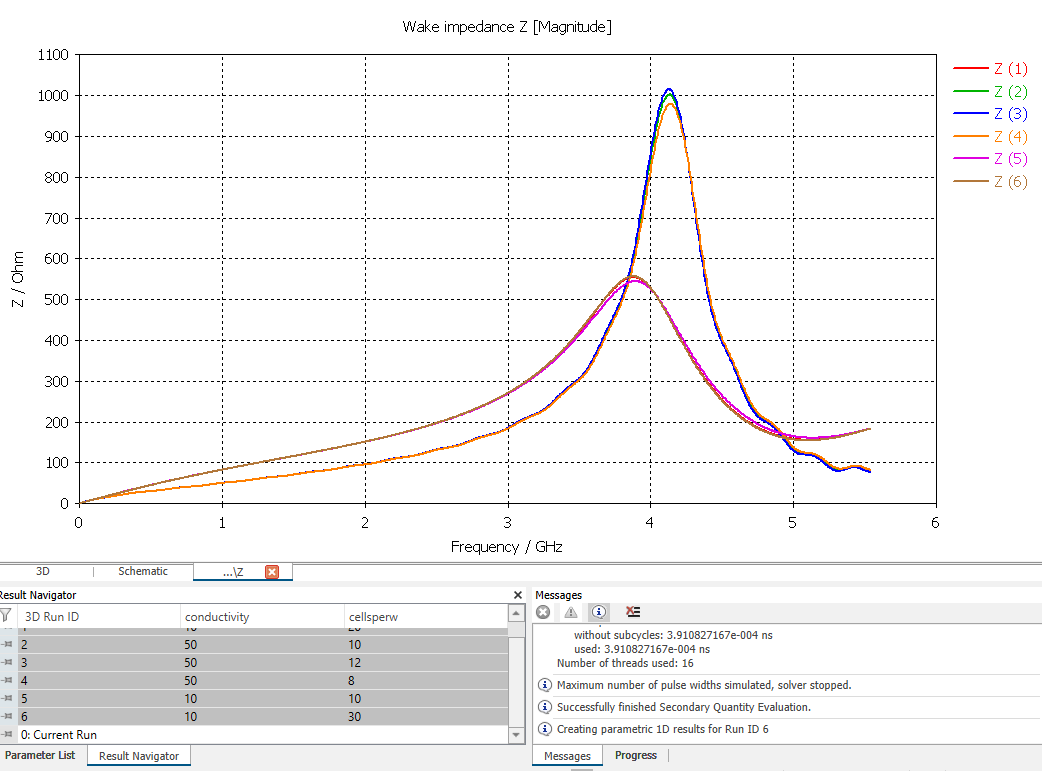 Wake impedance Z [Magnitude]
1100
1000
900
800
700
600
500
400
300
200
100
0
Z / Ohm
0 1 2 3 4 5 6
Frequency / GHz
Z (1)
Z (2)
Z (3)
Z (4)
Z (5)
Z (6)
3D Schematic ...\Z
Result Navigator
3D Run ID conductivity cellsperw
2 50 10
3 50 12
4 50 8
5 10 10
6 10 30
0: Current Run
Parameter List Result Navigator
Messages
without subcycles: 3.910827167e-004 ns
used: 3.910827167e-004 ns
Number of threads used: 16
Maximum number of pulse widths simulated, solver stopped.
Successfully finished Secondary Quantity Evaluation.
Creating parametric 1D results for Run ID 6
Messages Progress